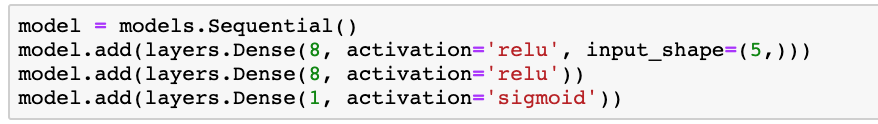 model = models.Sequential()
model.add(layers.Dense(8, activation='relu', input_shape=(5,)))
model.add(layers.Dense(8, activation='relu'))
model.add(layers.Dense(1, activation='sigmoid'))